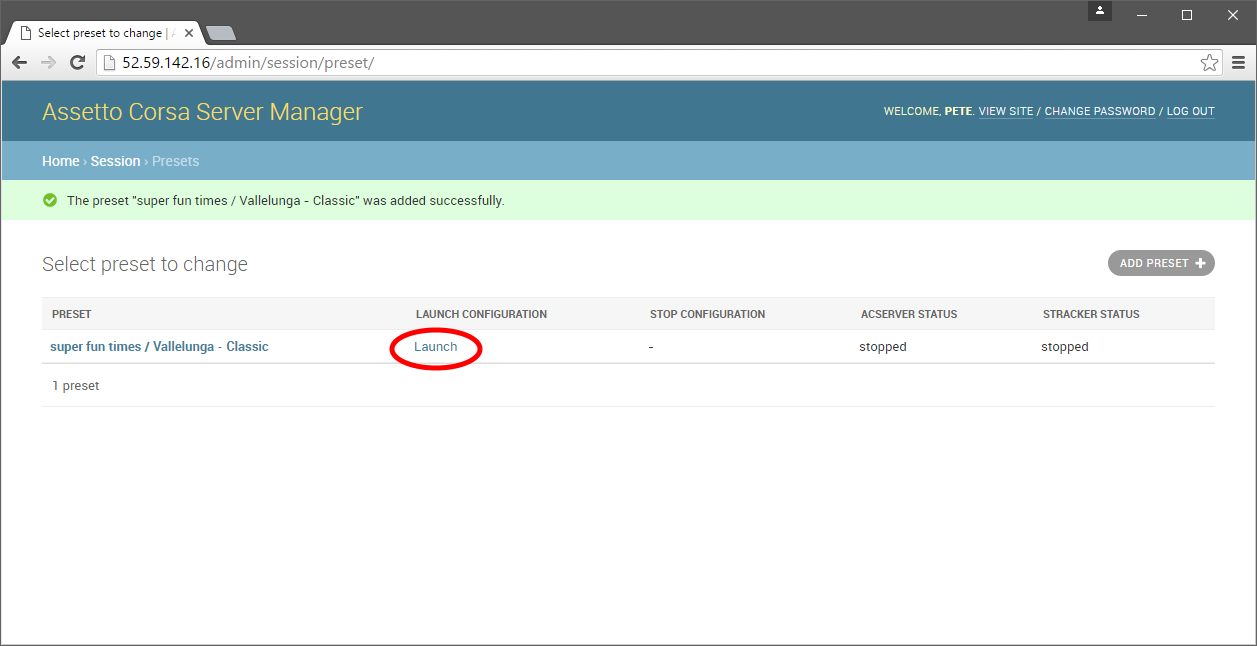 Select preset to change | A
52.59.142.16/admin/session/preset/
Assetto Corsa Server Manager
WELCOME, PETE. VIEW SITE / CHANGE PASSWORD / LOG OUT
Home › Session › Presets
The preset "super fun times / Vallelunga - Classic" was added successfully.
Select preset to change
ADD PRESET +
PRESET LAUNCH CONFIGURATION STOP CONFIGURATION ACSERVER STATUS STRACKER STATUS
super fun times / Vallelunga - Classic Launch - stopped stopped
1 preset